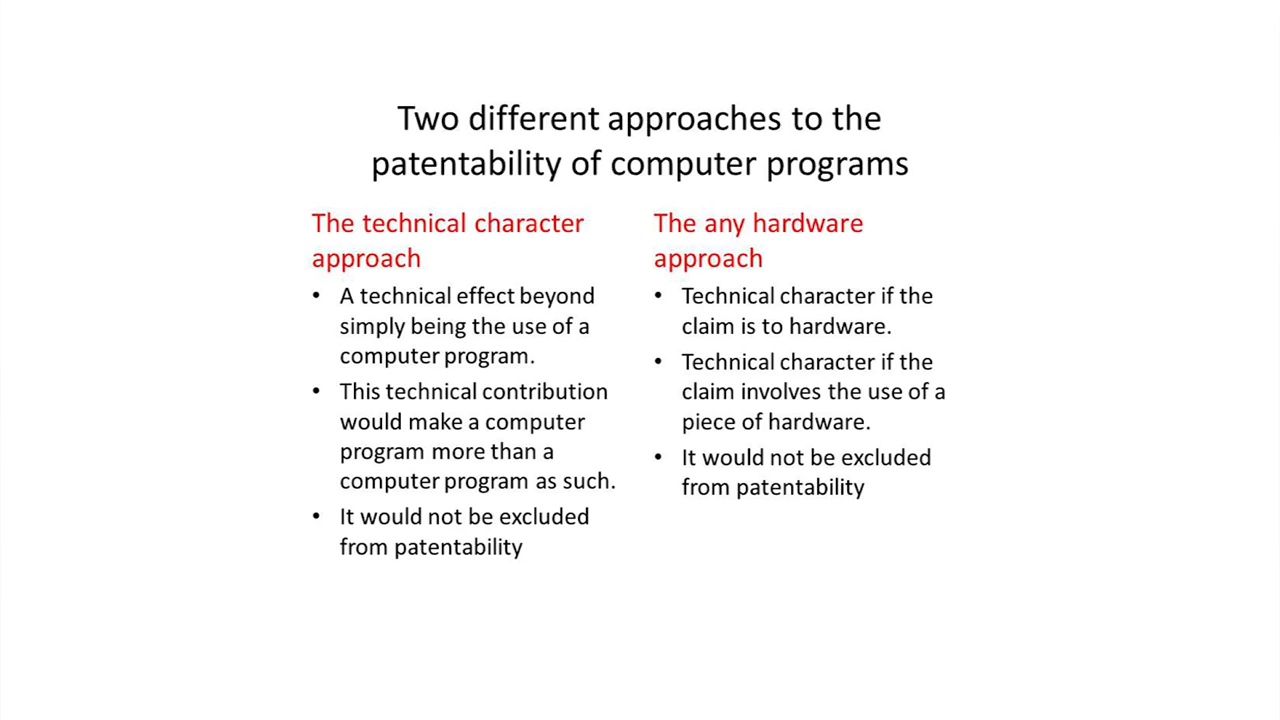 Two different approaches to the
patentability of computer programs
The technical character
approach
• A technical effect beyond
simply being the use of a
computer program.
• This technical contribution
would make a computer
program more than a
computer program as such.
• It would not be excluded
from patentability
The any hardware
approach
• Technical character if the
claim is to hardware.
• Technical character if the
claim involves the use of a
piece of hardware.
• It would not be excluded
from patentability